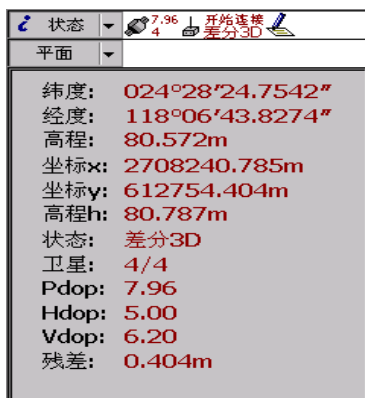 i 状态 7.96 开始连接
4 差分3D
平面
纬度: 024°28′24.7542″
经度: 118°06′43.8274″
高程: 80.572m
坐标x: 2708240.785m
坐标y: 612754.404m
高程h: 80.787m
状态: 差分3D
卫星: 4/4
Pdop: 7.96
Hdop: 5.00
Vdop: 6.20
残差: 0.404m